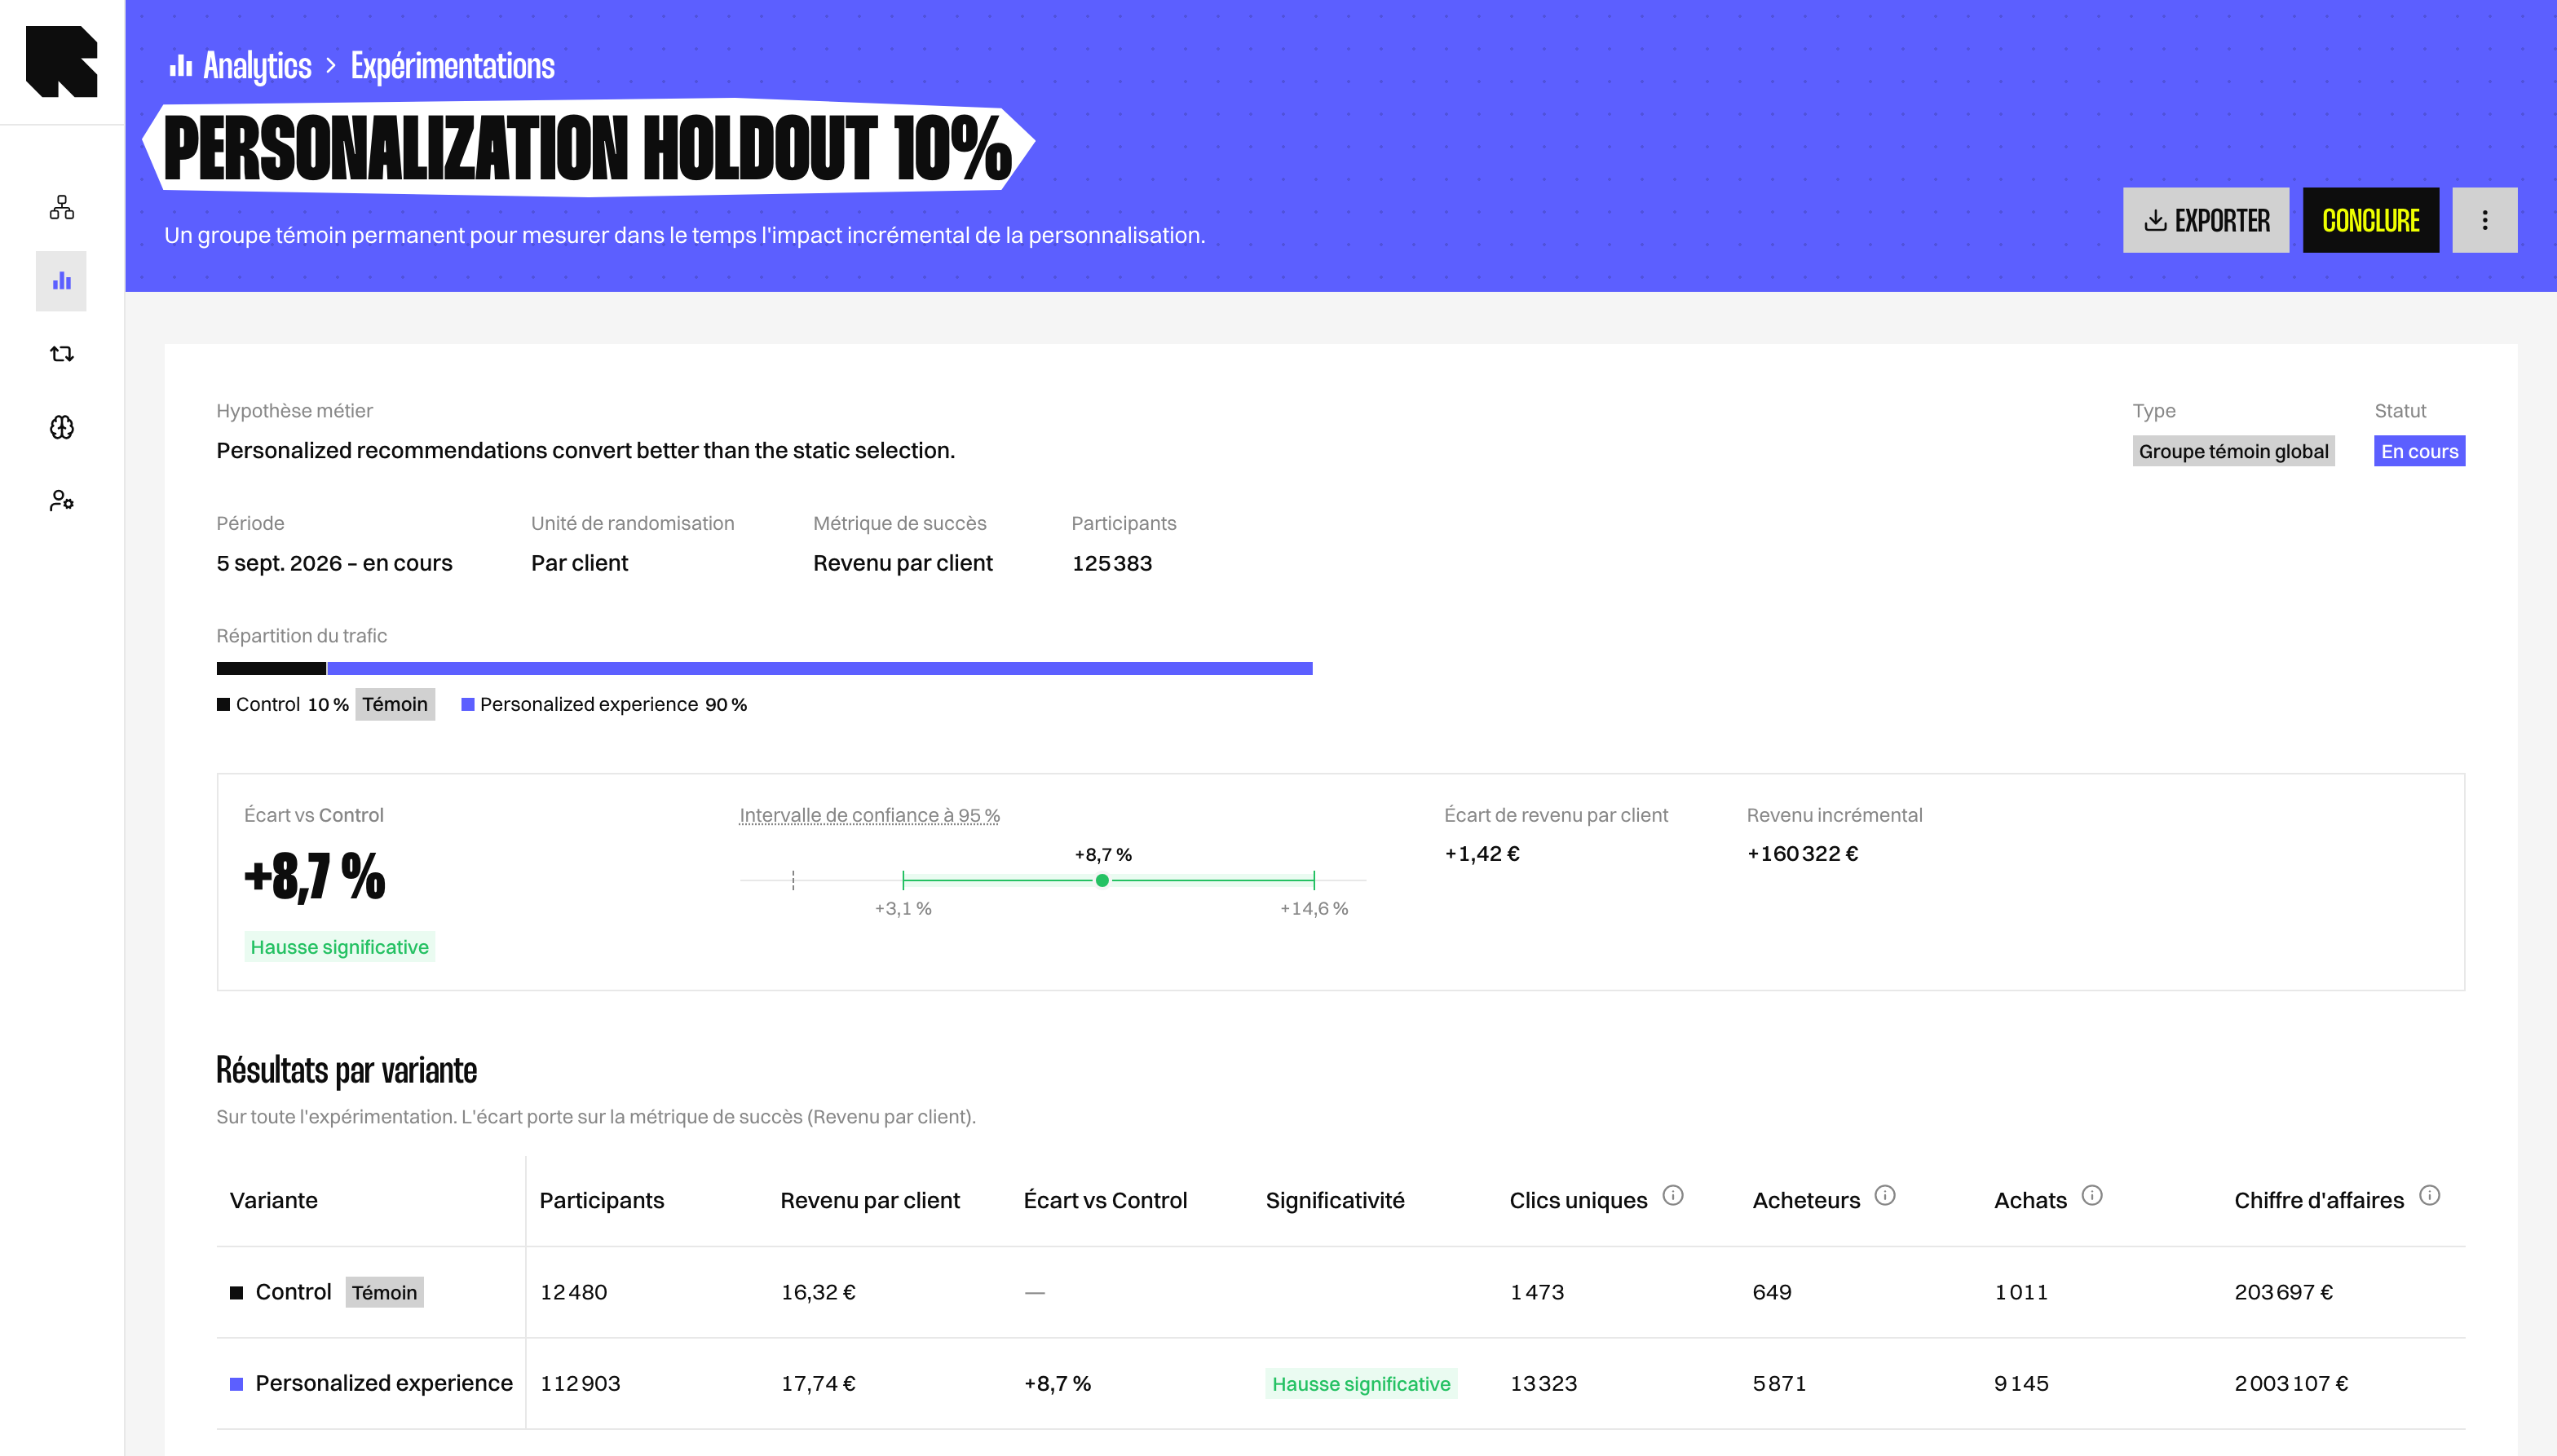 Analytics > Expérimentations
PERSONALIZATION HOLDOUT 10%
Un groupe témoin permanent pour mesurer dans le temps l'impact incrémental de la personnalisation.
EXPORTER CONCLURE
Hypothèse métier Type Statut
Personalized recommendations convert better than the static selection. Groupe témoin global En cours
Période Unité de randomisation Métrique de succès Participants
5 sept. 2026 – en cours Par client Revenu par client 125 383
Répartition du trafic
Control 10 % Témoin Personalized experience 90 %
Écart vs Control Intervalle de confiance à 95 % Écart de revenu par client Revenu incrémental
+8,7 % +8,7 % +1,42 € +160 322 €
+3,1 % +14,6 %
Hausse significative
Résultats par variante
Sur toute l'expérimentation. L'écart porte sur la métrique de succès (Revenu par client).
Variante Participants Revenu par client Écart vs Control Significativité Clics uniques Acheteurs Achats Chiffre d'affaires
Control Témoin 12 480 16,32 € — 1 473 649 1 011 203 697 €
Personalized experience 112 903 17,74 € +8,7 % Hausse significative 13 323 5 871 9 145 2 003 107 €